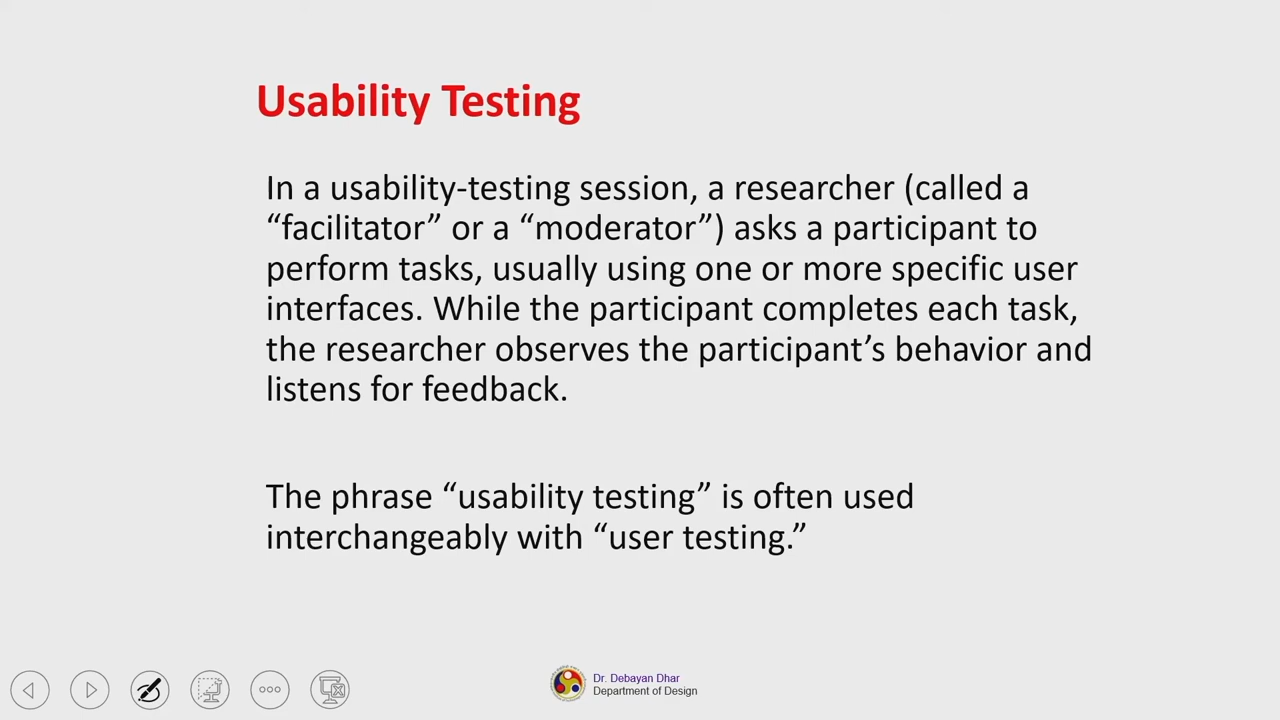 Usability Testing
In a usability-testing session, a researcher (called a
“facilitator” or a “moderator”) asks a participant to
perform tasks, usually using one or more specific user
interfaces. While the participant completes each task,
the researcher observes the participant’s behavior and
listens for feedback.
The phrase “usability testing” is often used
interchangeably with “user testing.”
Dr. Debayan Dhar
Department of Design